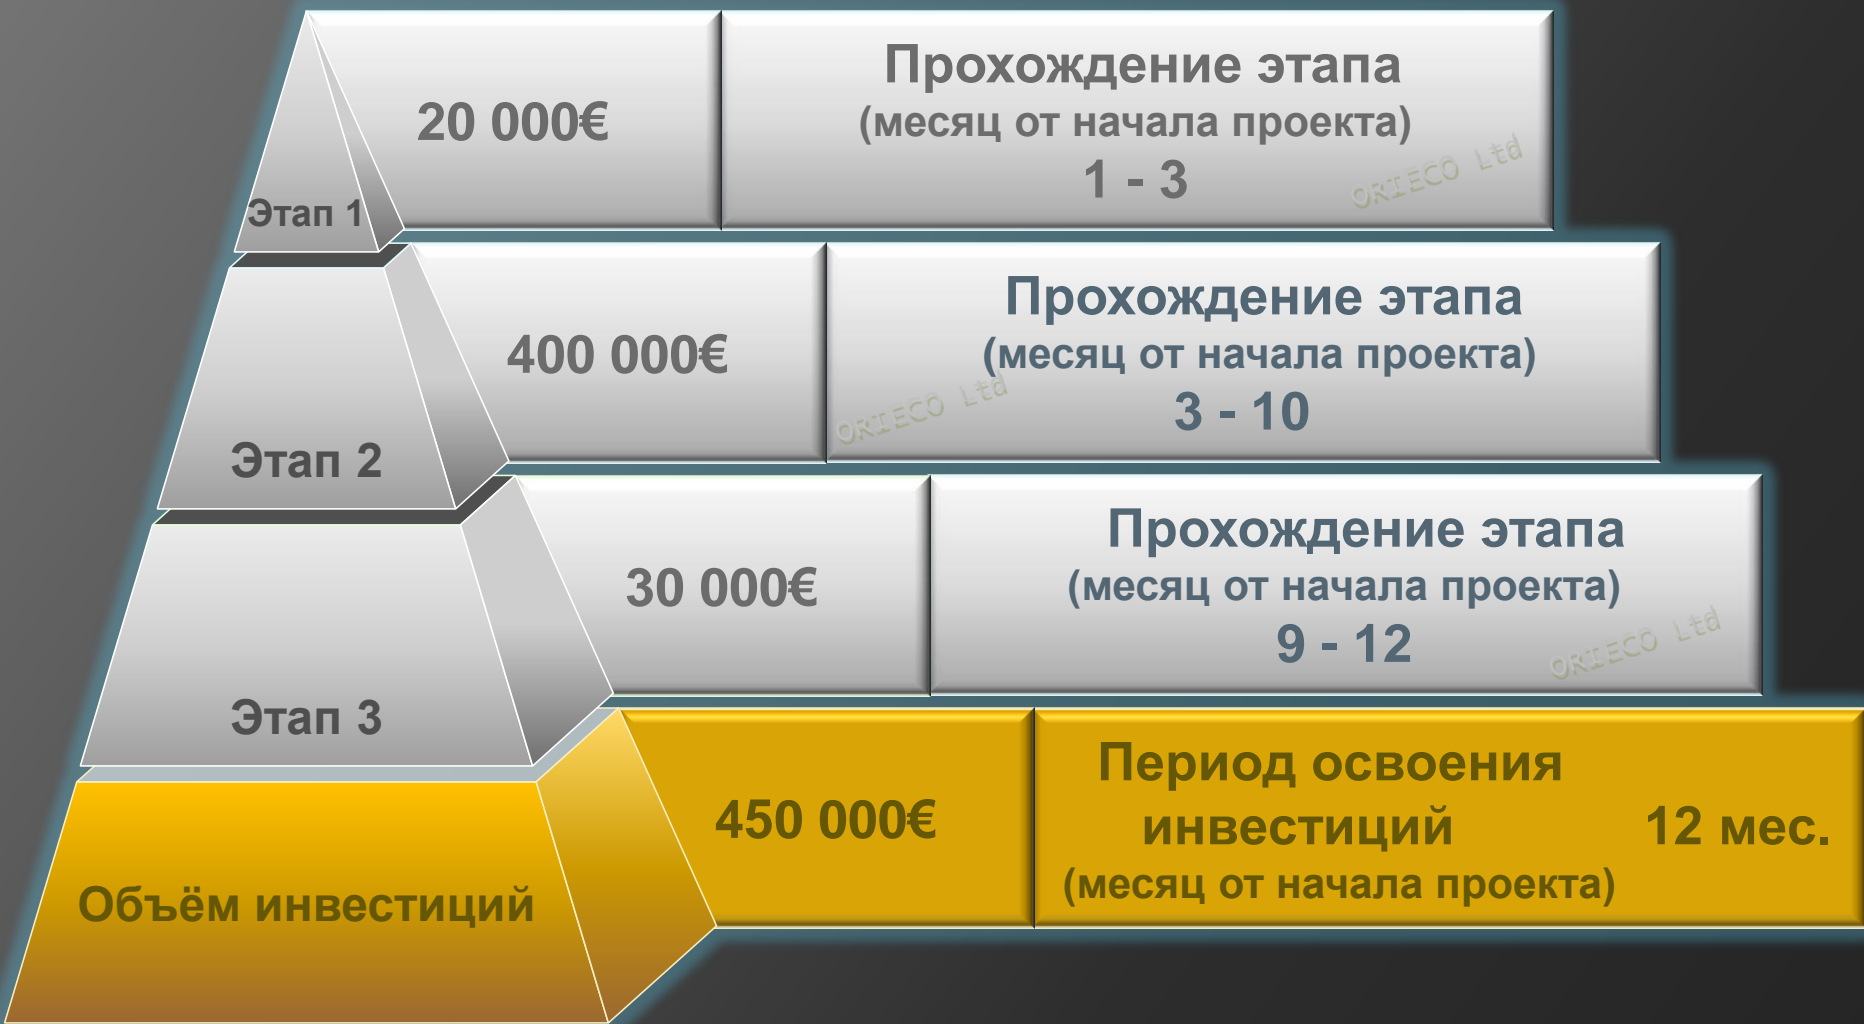 20 000€
Прохождение этапа
(месяц от начала проекта)
1 - 3
ORIECO Ltd
Этап 1
400 000€
Прохождение этапа
(месяц от начала проекта)
3 - 10
ORIECO Ltd
Этап 2
30 000€
Прохождение этапа
(месяц от начала проекта)
9 - 12
ORIECO Ltd
Этап 3
450 000€
Период освоения
инвестиций 12 мес.
(месяц от начала проекта)
Объём инвестиций